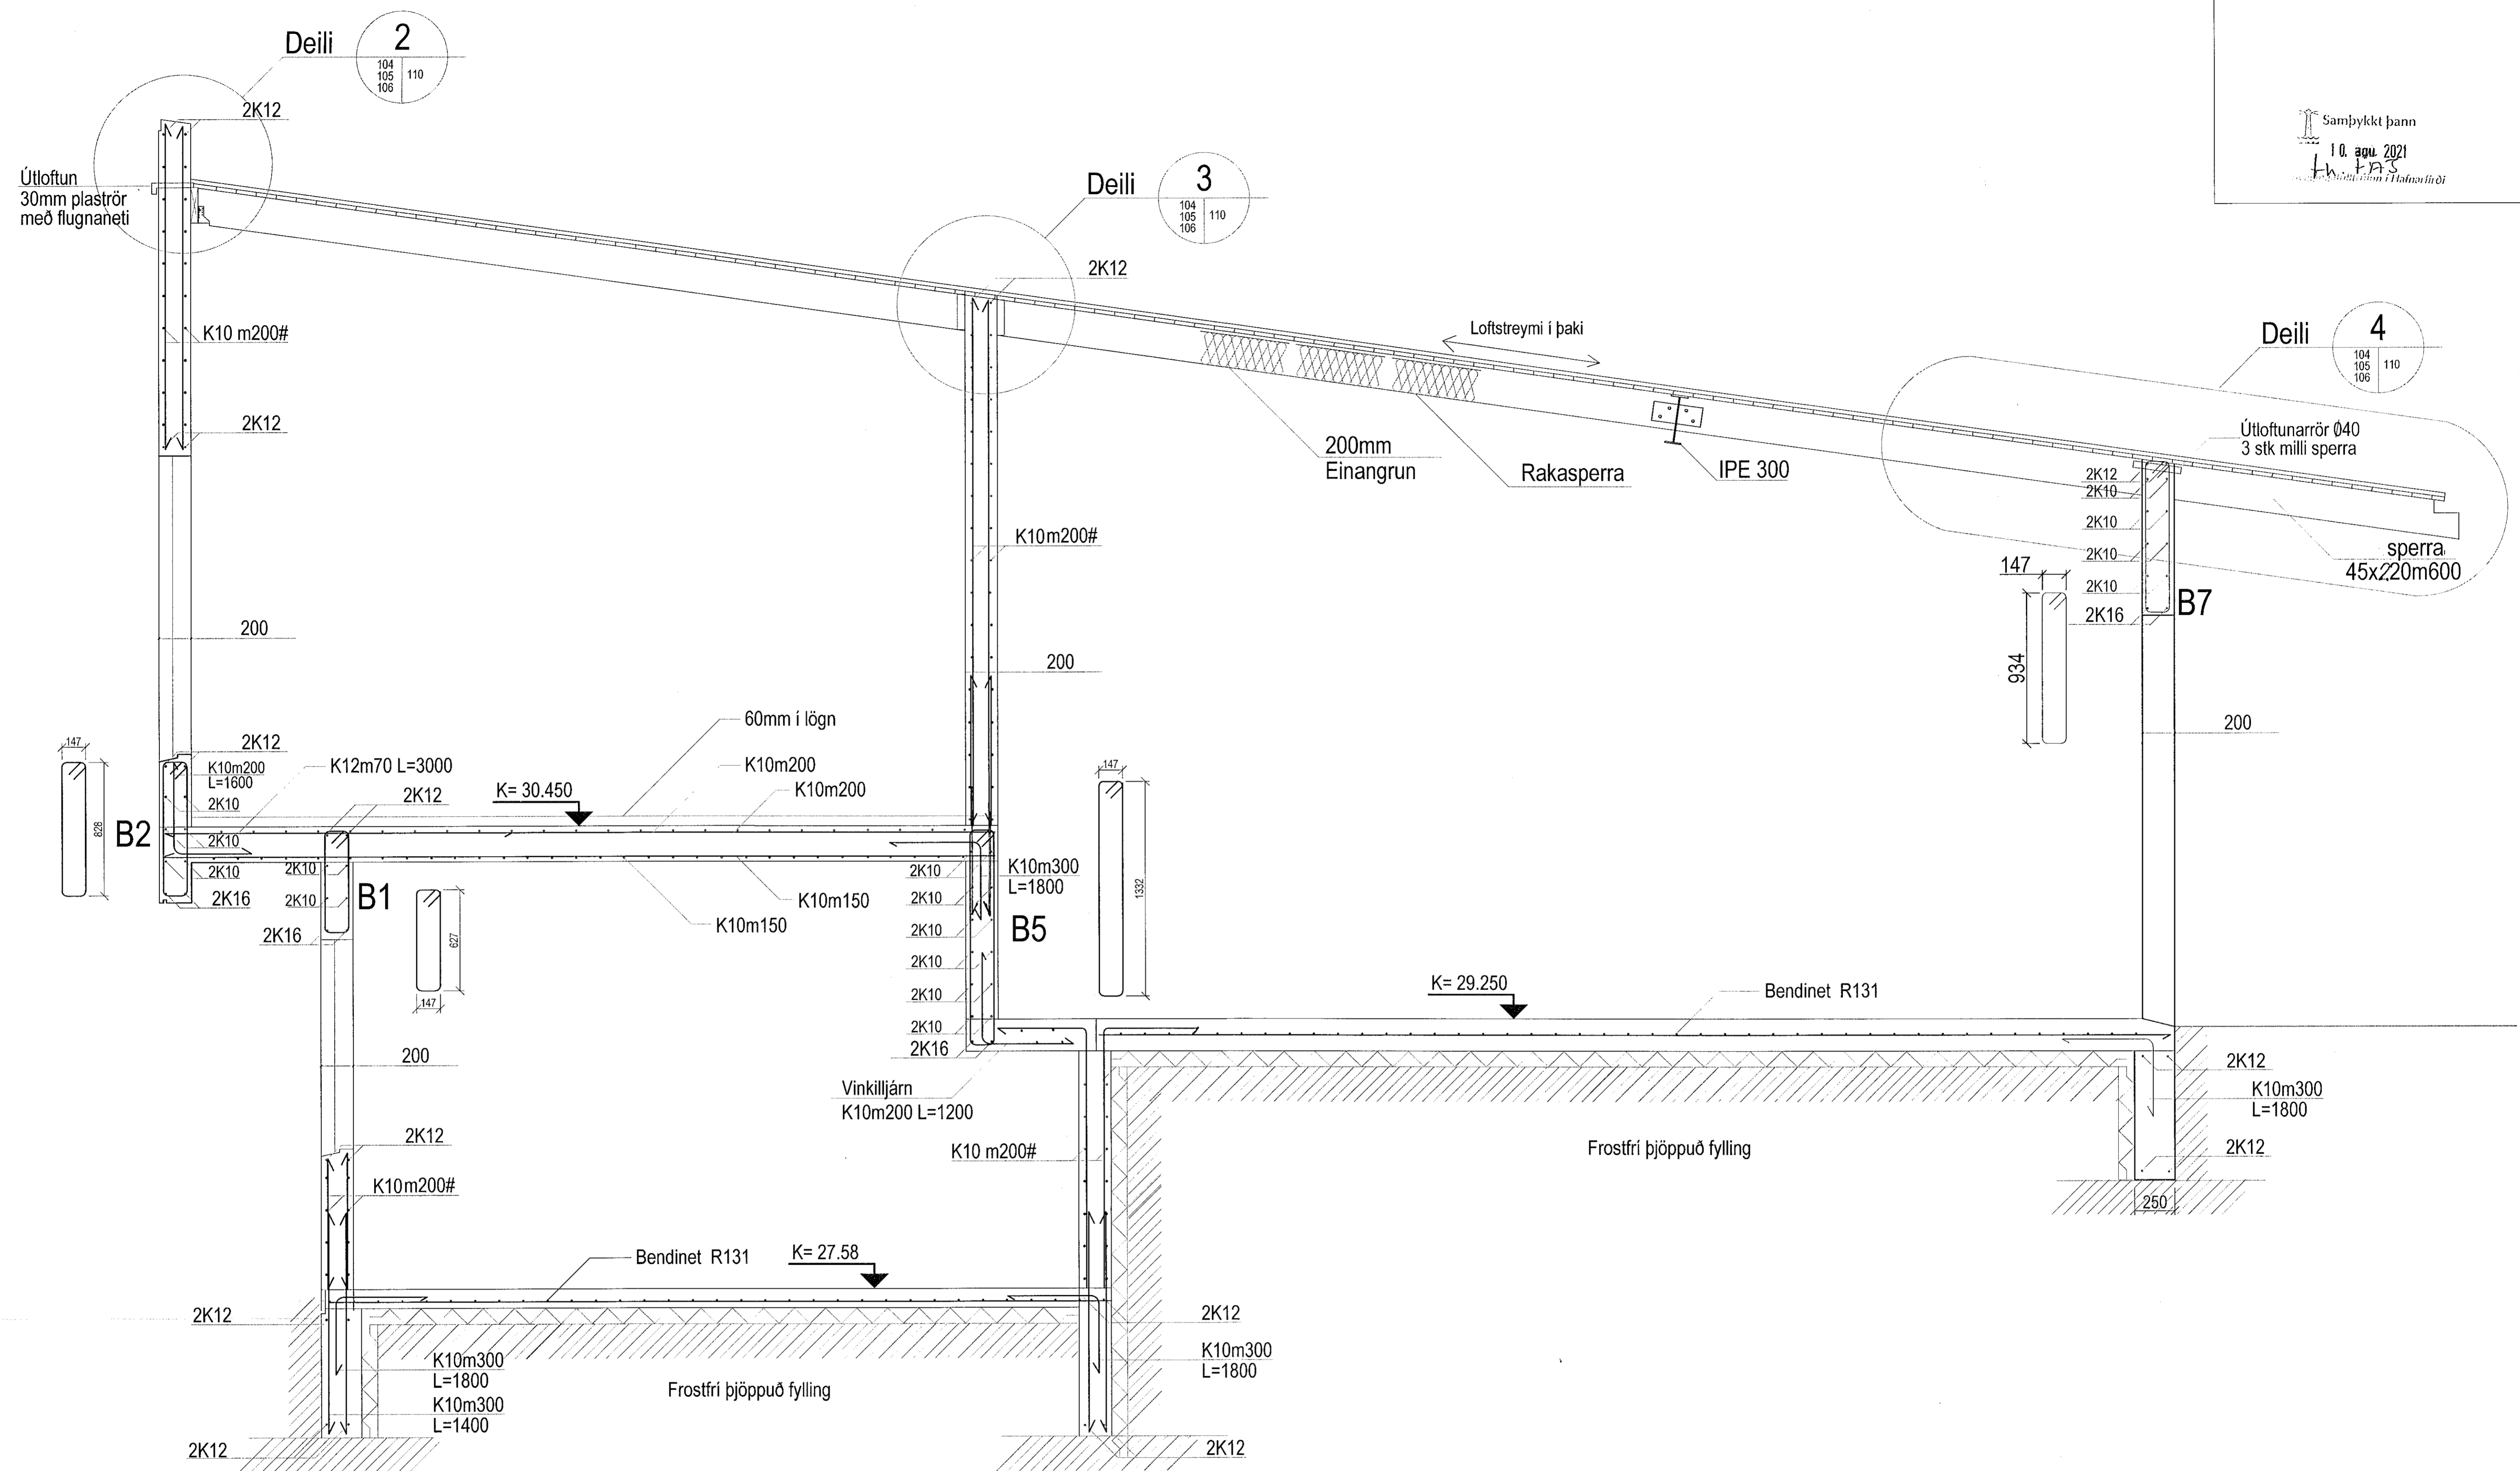 Deili
2
104
105
106
110
2K12
Útloftun
30mm plaströr
með flugnaneti
K10 m200#
2K12
200
Deili
3
104
105
106
110
2K12
Loftstreymi í þaki
200mm
Einangrun
Rakasperra
IPE 300
K10m200#
200
Samþykkt þann
10. agu. 2021
Deili
4
104
105
106
110
Útloftunarrör Ø40
3 stk milli sperra
2K12
2K10
2K10
2K10
2K10
2K16
B7
sperra
45x220m600
147
934
200
147
828
B2
2K12
K10m200
L=1600
2K10
2K10
2K10
2K16
K12m70 L=3000
2K12
K= 30.450
60mm í lögn
K10m200
K10m200
2K10
2K10
B1
2K16
627
147
K10m150
K10m150
2K10
2K10
2K10
2K10
2K10
2K10
2K16
K10m300
L=1800
B5
147
1332
K= 29.250
Bendinet R131
200
Vinkilljárn
K10m200 L=1200
K10 m200#
2K12
K10m200#
Bendinet R131
K= 27.58
Frostfrí þjöppuð fylling
2K12
K10m300
L=1800
2K12
250
2K12
K10m300
L=1800
K10m300
L=1400
2K12
Frostfrí þjöppuð fylling
2K12
K10m300
L=1800
2K12